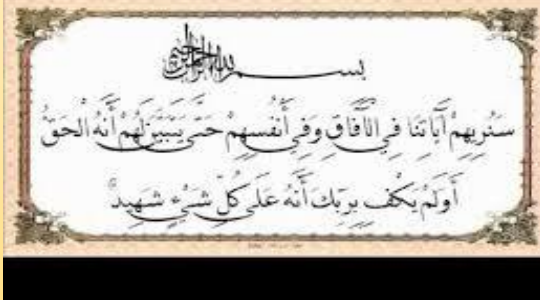 بسم الله الرحمن الرحيم
سَنُرِيهِمْ آيَاتِنَا فِي الْآفَاقِ وَفِي أَنْفُسِهِمْ حَتَّى يَتَبَيَّنَ لَهُمْ أَنَّهُ الْحَقُّ
أَوَلَمْ يَكْفِ بِرَبِّكَ أَنَّهُ عَلَى كُلِّ شَيْءٍ شَهِيدٌ